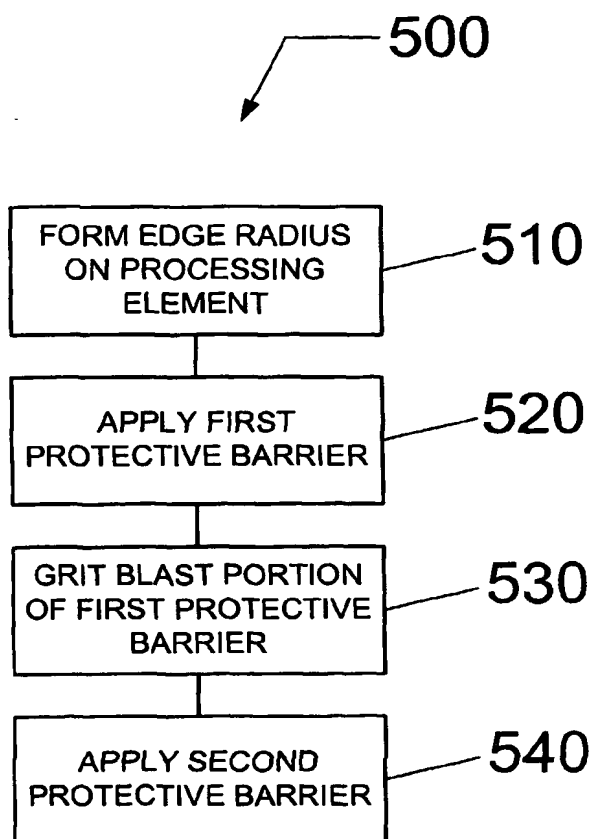 500
FORM EDGE RADIUS
ON PROCESSING
ELEMENT
510
APPLY FIRST
PROTECTIVE BARRIER
520
GRIT BLAST PORTION
OF FIRST PROTECTIVE
BARRIER
530
APPLY SECOND
PROTECTIVE BARRIER
540